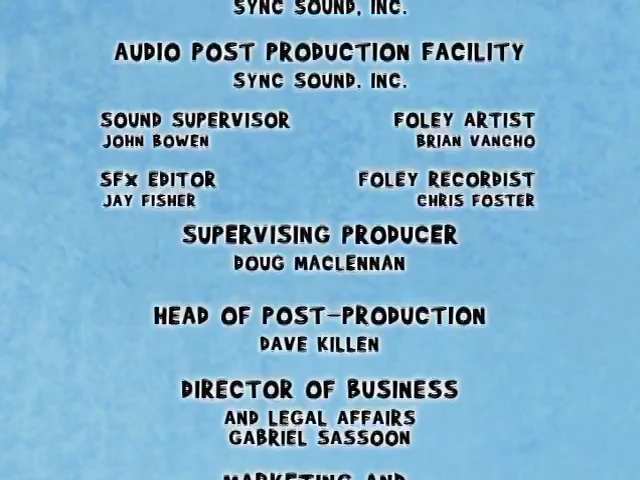 SYNC SOUND, INC.
AUDIO POST PRODUCTION FACILITY
SYNC SOUND, INC.
SOUND SUPERVISOR
JOHN BOWEN
FOLEY ARTIST
BRIAN VANCHO
SFX EDITOR
JAY FISHER
FOLEY RECORDIST
CHRIS FOSTER
SUPERVISING PRODUCER
DOUG MACLENNAN
HEAD OF POST-PRODUCTION
DAVE KILLEN
DIRECTOR OF BUSINESS
AND LEGAL AFFAIRS
GABRIEL SASSOON
MARKETING AND